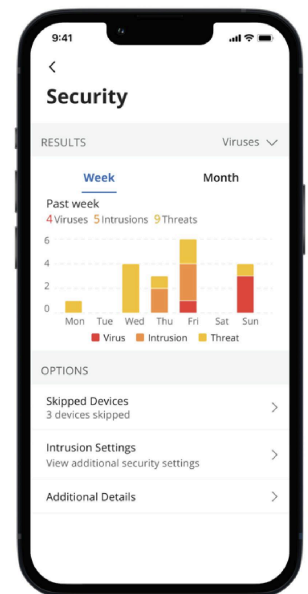 9:41
Security
RESULTS Viruses
Week Month
Past week
4 Viruses 5 Intrusions 9 Threats
6
4
2
0
Mon Tue Wed Thu Fri Sat Sun
Virus Intrusion Threat
OPTIONS
Skipped Devices
3 devices skipped
Intrusion Settings
View additional security settings
Additional Details